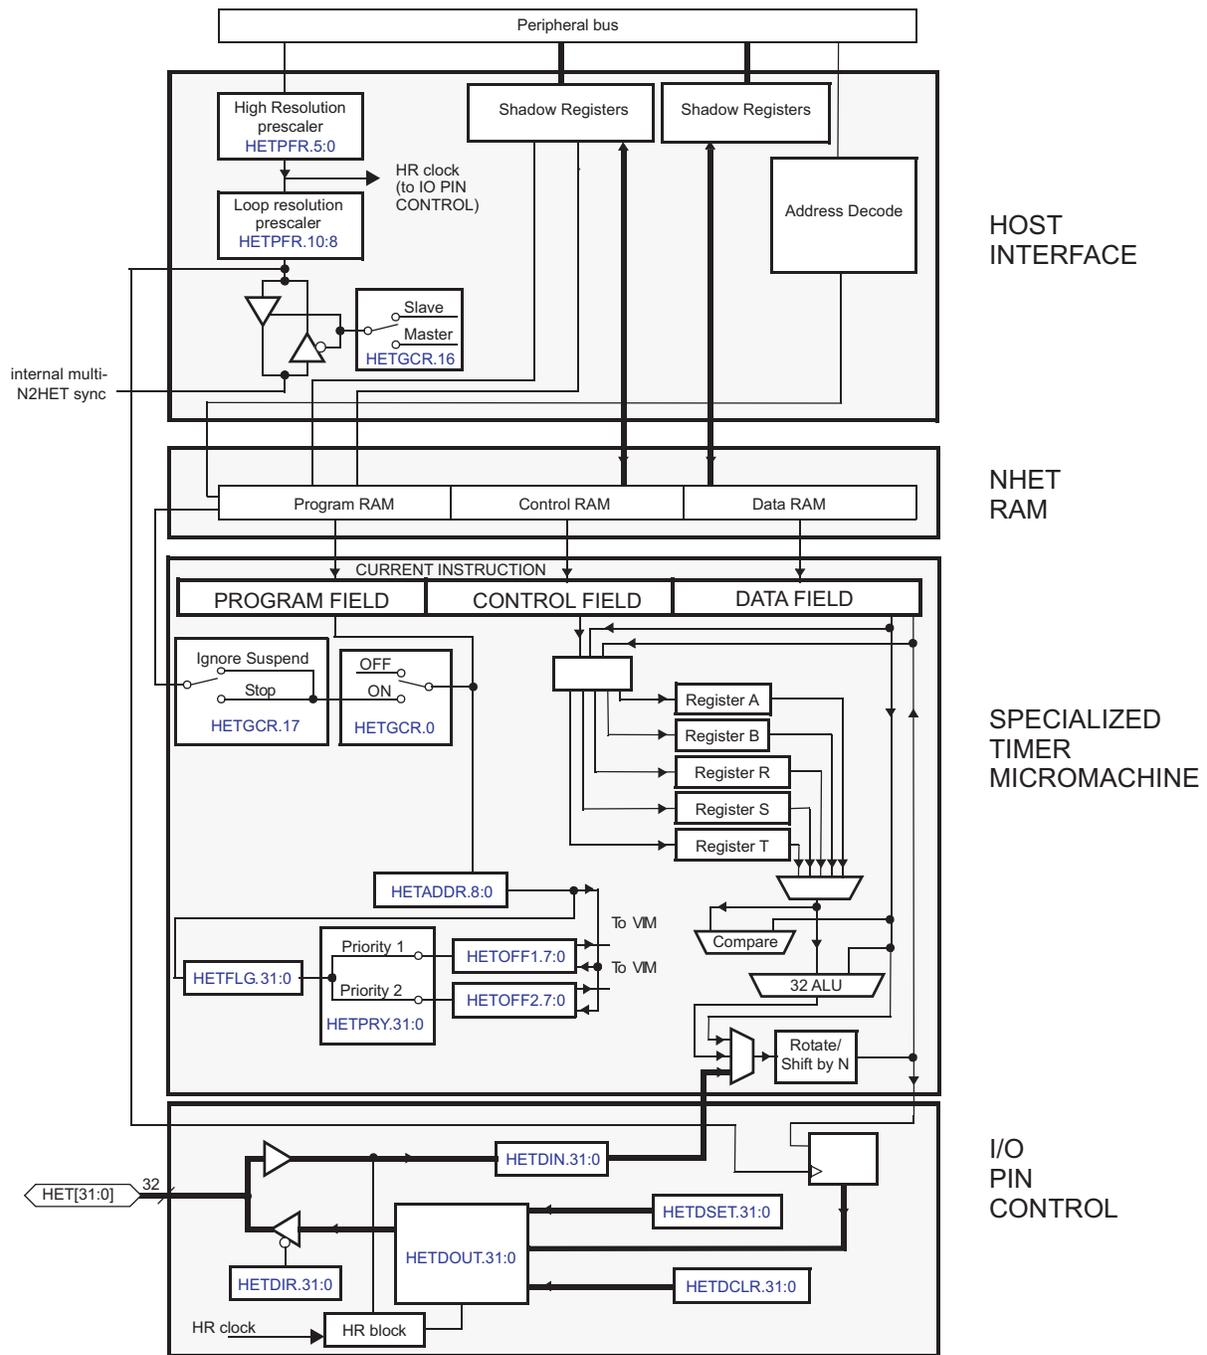 Peripheral bus
High Resolution
prescaler
HETPFR.5:0
Shadow Registers
Shadow Registers
HR clock
(to IO PIN
CONTROL)
Loop resolution
prescaler
HETPFR.10:8
Address Decode
HOST
INTERFACE
Slave
Master
HETGCR.16
internal multi-
N2HET sync
NHET
RAM
Program RAM
Control RAM
Data RAM
CURRENT INSTRUCTION
PROGRAM FIELD
CONTROL FIELD
DATA FIELD
Ignore Suspend
Stop
HETGCR.17
OFF
ON
HETGCR.0
Register A
Register B
Register R
Register S
Register T
SPECIALIZED
TIMER
MICROMACHINE
HETADDR.8:0
To VIM
Compare
Priority 1
HETOFF1.7:0
To VIM
HETFLG.31:0
32 ALU
Priority 2
HETOFF2.7:0
HETPRY.31:0
Rotate/
Shift by N
I/O
PIN
CONTROL
HETDIN.31:0
HET[31:0]
32
HETDSET.31:0
HETDOUT.31:0
HETDIR.31:0
HETDCLR.31:0
HR clock
HR block